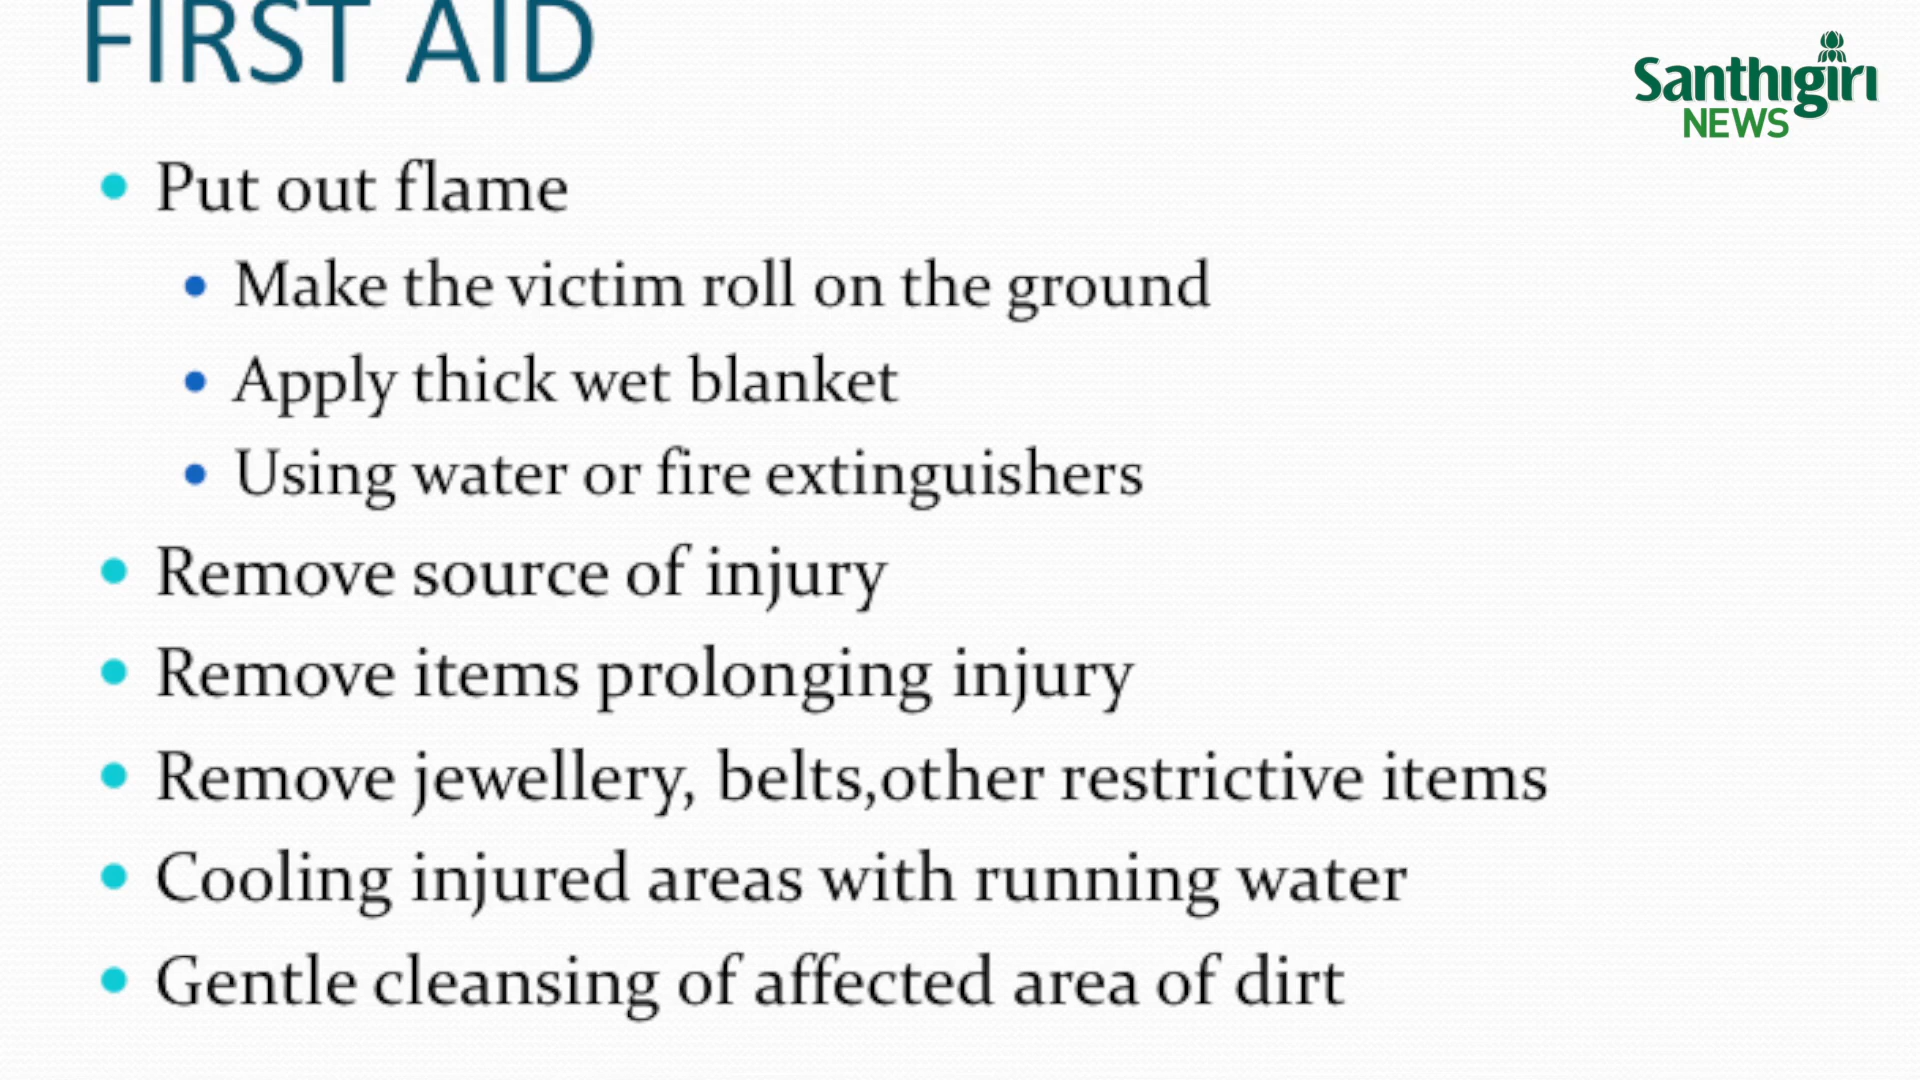 FIRST AID
Santhigiri
NEWS
• Put out flame
• Make the victim roll on the ground
• Apply thick wet blanket
• Using water or fire extinguishers
• Remove source of injury
• Remove items prolonging injury
• Remove jewellery, belts,other restrictive items
• Cooling injured areas with running water
• Gentle cleansing of affected area of dirt